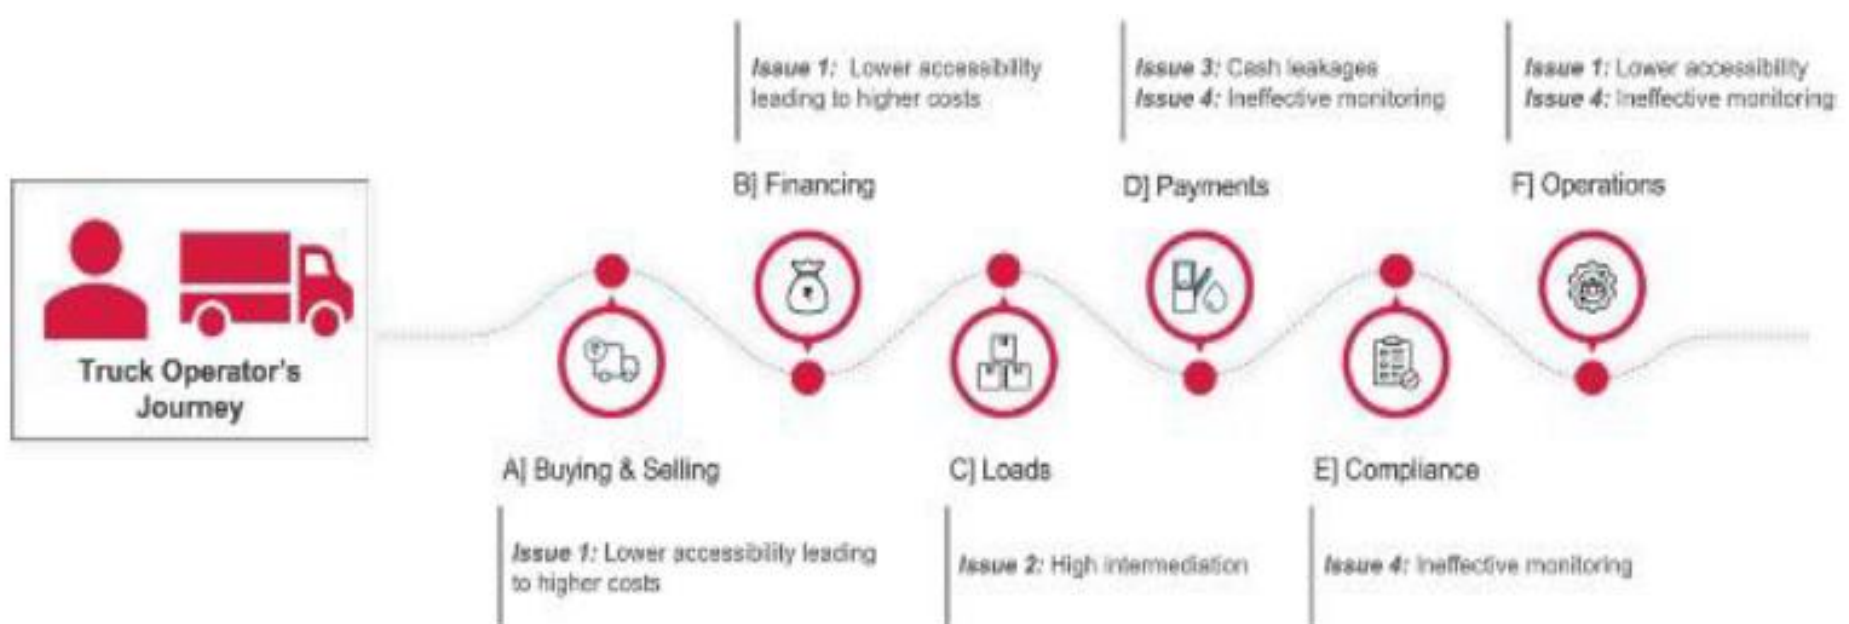 Truck Operator's
Journey
A] Buying & Selling
Issue 1: Lower accessibility leading
to higher costs
B] Financing
Issue 1: Lower accessibility
leading to higher costs
C] Loads
Issue 2: High intermediation
D] Payments
Issue 3: Cash leakages
Issue 4: Ineffective monitoring
E] Compliance
Issue 4: Ineffective monitoring
F] Operations
Issue 1: Lower accessibility
Issue 4: Ineffective monitoring